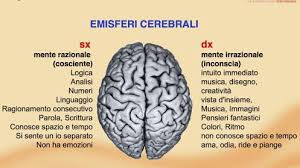 EMISFERI CEREBRALI
sx
mente razionale
(cosciente)
Logica
Analisi
Numeri
Linguaggio
Ragionamento consecutivo
Parola, Scrittura
Conosce spazio e tempo
Si sente un io separato
Non ha emozioni
dx
mente irrazionale
(inconscia)
intuito immediato
musica, disegno,
creatività
vista d'insieme,
Musica, Immagini
Pensieri fantastici
Colori, Ritmo
non conosce spazio e tempo
ama, odia, ride e piange